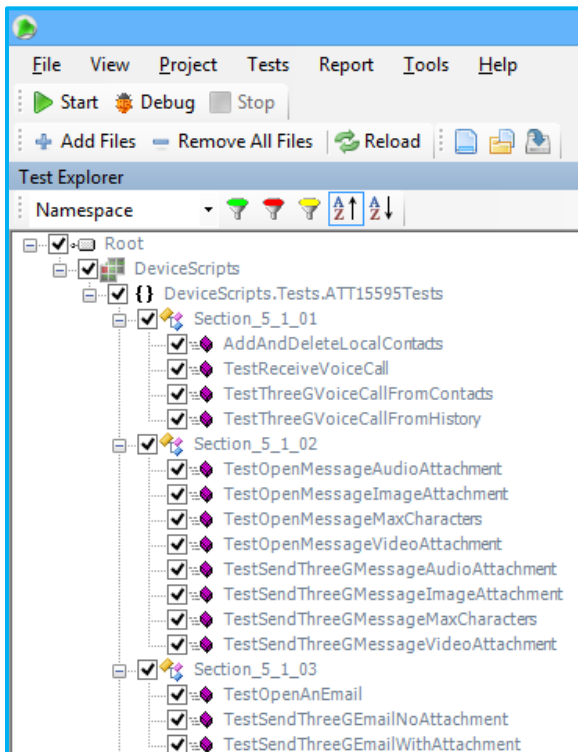 File View Project Tests Report Tools Help
Start Debug Stop
Add Files Remove All Files Reload
Test Explorer
Namespace
Root
DeviceScripts
{} DeviceScripts.Tests.ATT15595Tests
Section_5_1_01
AddAndDeleteLocalContacts
TestReceiveVoiceCall
TestThreeGVoiceCallFromContacts
TestThreeGVoiceCallFromHistory
Section_5_1_02
TestOpenMessageAudioAttachment
TestOpenMessageImageAttachment
TestOpenMessageMaxCharacters
TestOpenMessageVideoAttachment
TestSendThreeGMessageAudioAttachment
TestSendThreeGMessageImageAttachment
TestSendThreeGMessageMaxCharacters
TestSendThreeGMessageVideoAttachment
Section_5_1_03
TestOpenAnEmail
TestSendThreeGEmailNoAttachment
TestSendThreeGEmailWithAttachment